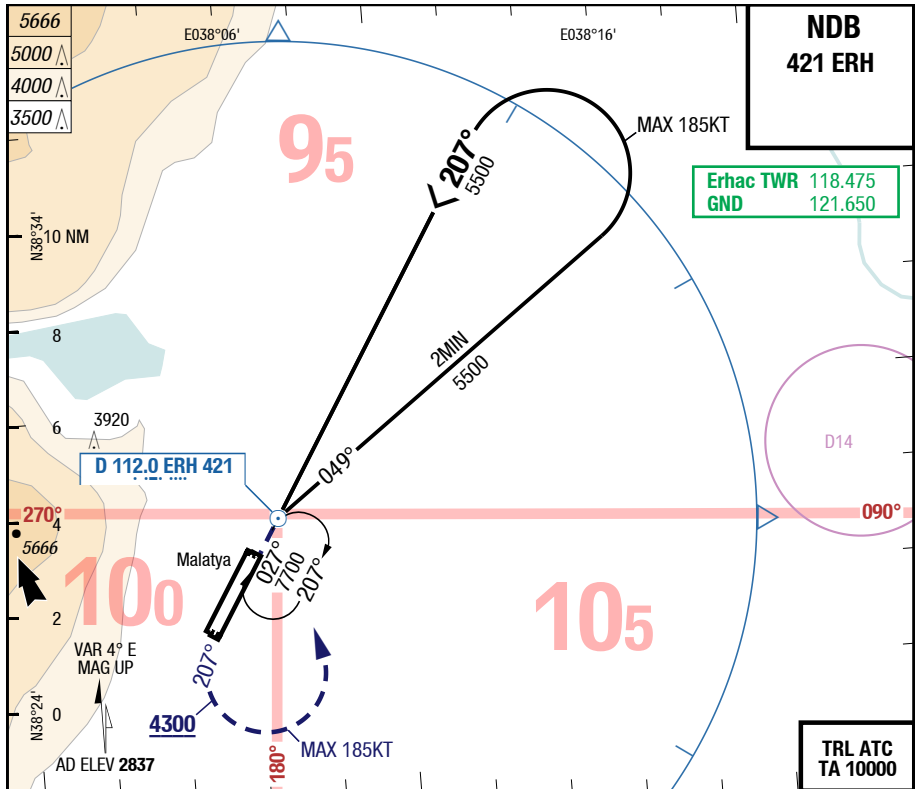 5666
5000
4000
3500
E038°06'
E038°16'
NDB
421 ERH
95
MAX 185KT
< 207°
5500
Erhac TWR 118.475
GND 121.650
N38°34'
10 NM
8
2MIN
5500
3920
6
D14
D 112.0 ERH 421
049°
270°
4
090°
5666
Malatya
027°
7700
207°
100
105
2
VAR 4° E
MAG UP
207°
N38°24'
0
4300
MAX 185KT
180°
AD ELEV 2837
TRL ATC
TA 10000